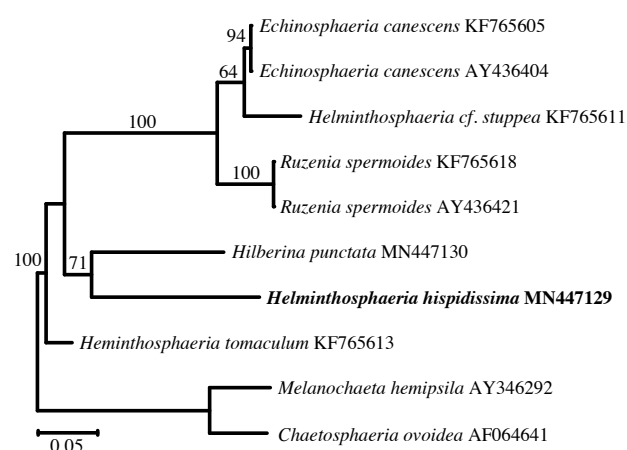 94
Echinosphaeria canescens KF765605
64
Echinosphaeria canescens AY436404
Helminthosphaeria cf. stuppea KF765611
100
Ruzenia spermoides KF765618
100
Ruzenia spermoides AY436421
Hilberina punctata MN447130
100
71
Helminthosphaeria hispidissima MN447129
Heminthosphaeria tomaculum KF765613
Melanochaeta hemipsila AY346292
Chaetosphaeria ovoidea AF064641
0.05